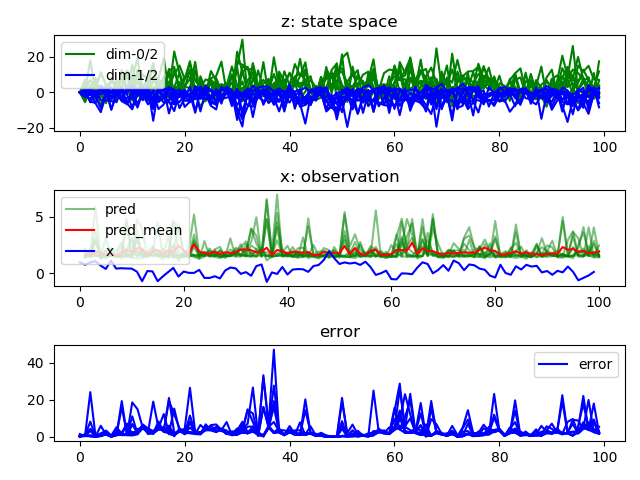 z: state space
20
0
−20
dim-0/2
dim-1/2
0 20 40 60 80 100
x: observation
5
0
pred
pred_mean
x
0 20 40 60 80 100
error
40
20
0
error
0 20 40 60 80 100